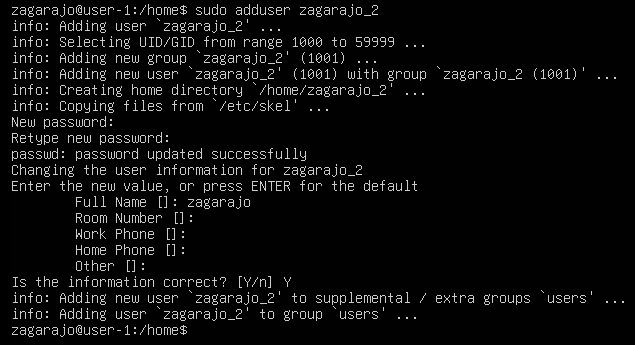 zagarajo@user-1:/home$ sudo adduser zagarajo_2
info: Adding user `zagarajo_2' ...
info: Selecting UID/GID from range 1000 to 59999 ...
info: Adding new group `zagarajo_2' (1001) ...
info: Adding new user `zagarajo_2' (1001) with group `zagarajo_2 (1001)' ...
info: Creating home directory `/home/zagarajo_2' ...
info: Copying files from `/etc/skel' ...
New password:
Retype new password:
passwd: password updated successfully
Changing the user information for zagarajo_2
Enter the new value, or press ENTER for the default
        Full Name []: zagarajo
        Room Number []:
        Work Phone []:
        Home Phone []:
        Other []:
Is the information correct? [Y/n] Y
info: Adding new user `zagarajo_2' to supplemental / extra groups `users' ...
info: Adding user `zagarajo_2' to group `users' ...
zagarajo@user-1:/home$